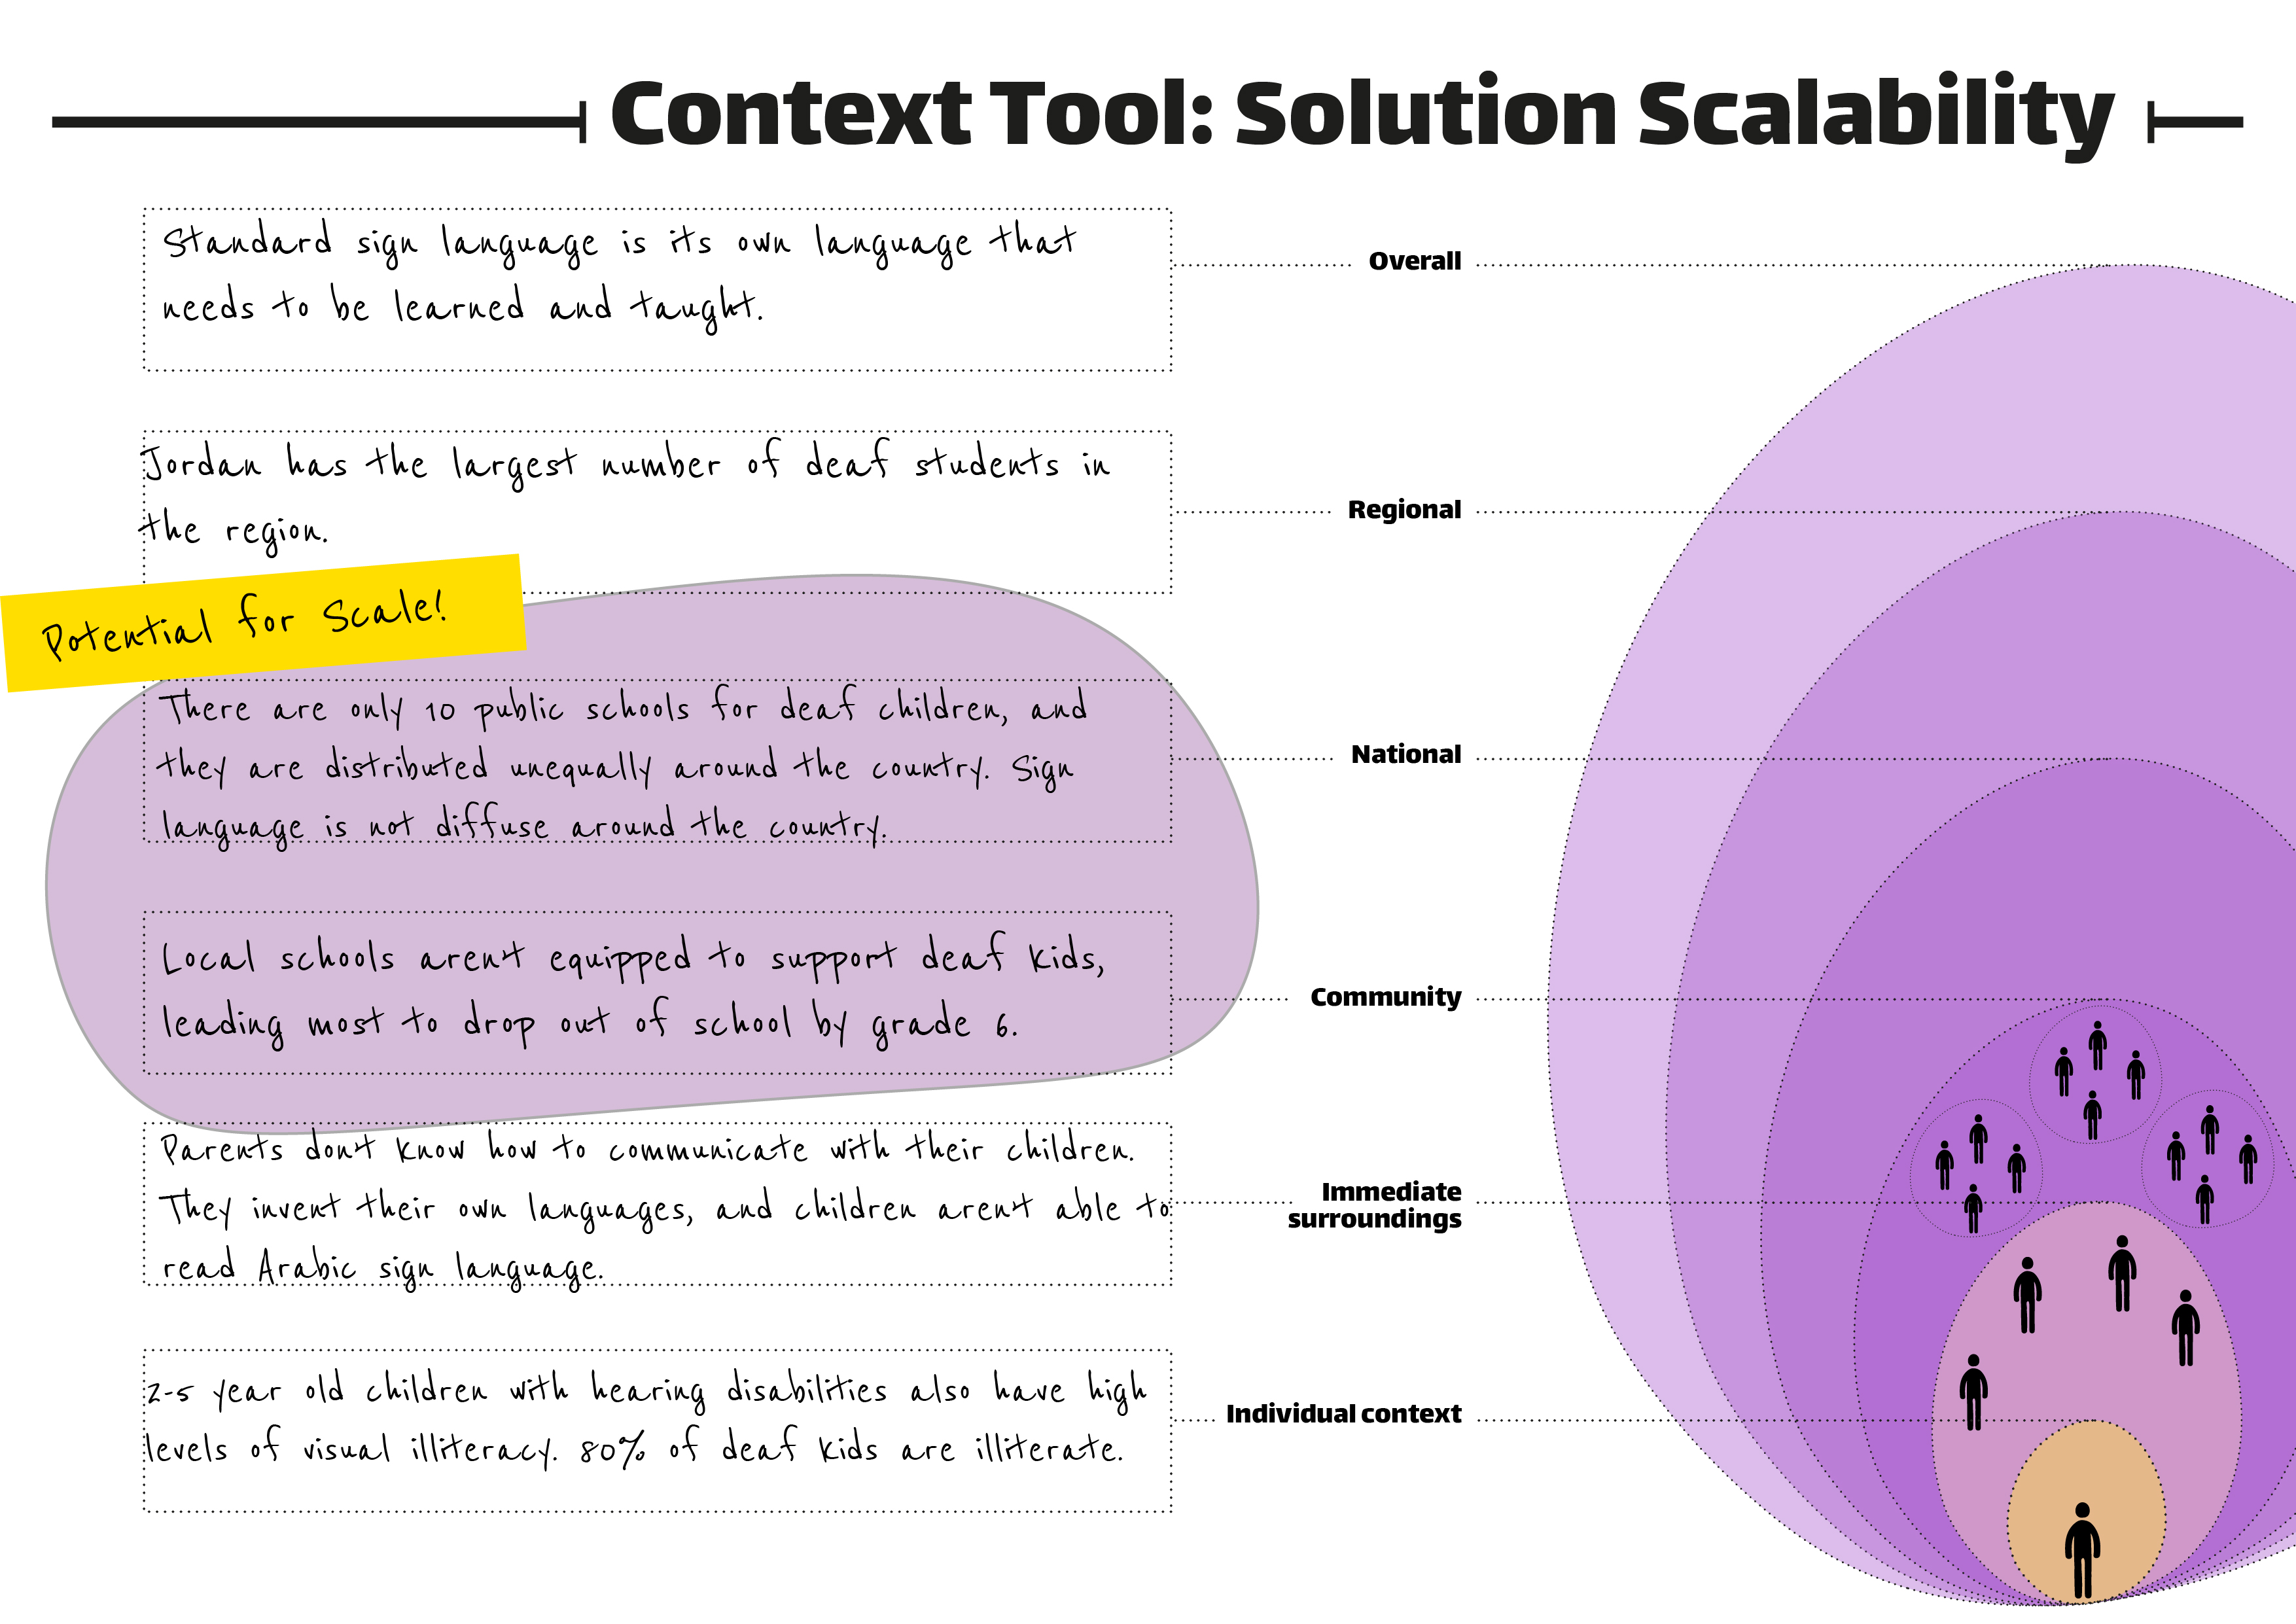 Context Tool: Solution Scalability
Standard sign language is its own language that
needs to be learned and taught.
Overall
Jordan has the largest number of deaf students in
the region.
Regional
Potential for Scale!
There are only 10 public schools for deaf children, and
they are distributed unequally around the country. Sign
language is not diffuse around the country.
National
Local schools aren't equipped to support deaf kids,
leading most to drop out of school by grade 6.
Community
Parents don't know how to communicate with their children.
They invent their own languages, and children aren't able to
read Arabic sign language.
Immediate
surroundings
2-5 year old children with hearing disabilities also have high
levels of visual illiteracy. 80% of deaf kids are illiterate.
Individual context